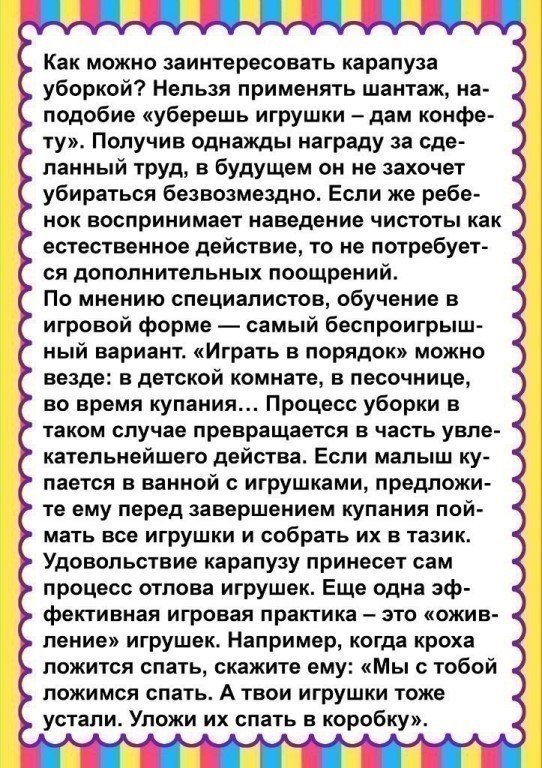 Как можно заинтересовать карапуза
уборкой? Нельзя применять шантаж, на-
подобие «уберешь игрушки – дам конфе-
ту». Получив однажды награду за сде-
ланный труд, в будущем он не захочет
убираться безвозмездно. Если же ребе-
нок воспринимает наведение чистоты как
естественное действие, то не потребует-
ся дополнительных поощрений.
По мнению специалистов, обучение в
игровой форме — самый беспроигрыш-
ный вариант. «Играть в порядок» можно
везде: в детской комнате, в песочнице,
во время купания… Процесс уборки в
таком случае превращается в часть увле-
кательнейшего действа. Если малыш ку-
пается в ванной с игрушками, предложи-
те ему перед завершением купания пой-
мать все игрушки и собрать их в тазик.
Удовольствие карапузу принесет сам
процесс отлова игрушек. Еще одна эф-
фективная игровая практика – это «ожив-
ление» игрушек. Например, когда кроха
ложится спать, скажите ему: «Мы с тобой
ложимся спать. А твои игрушки тоже
устали. Уложи их спать в коробку».